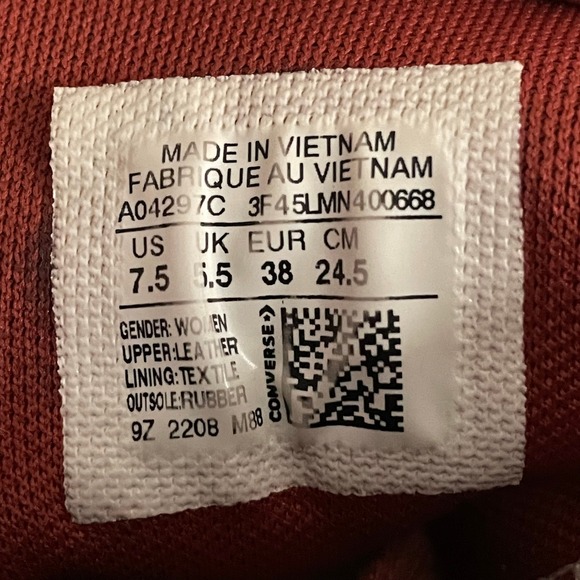 MADE IN VIETNAM
FABRIQUE AU VIETNAM
A04297C 3F45LMN400668
US UK EUR CM
7.5 5.5 38 24.5
GENDER: WOMEN
UPPER:LEATHER
LINING:TEXTILE
OUTSOLE:RUBBER
9Z 2208 M88
CONVERSE